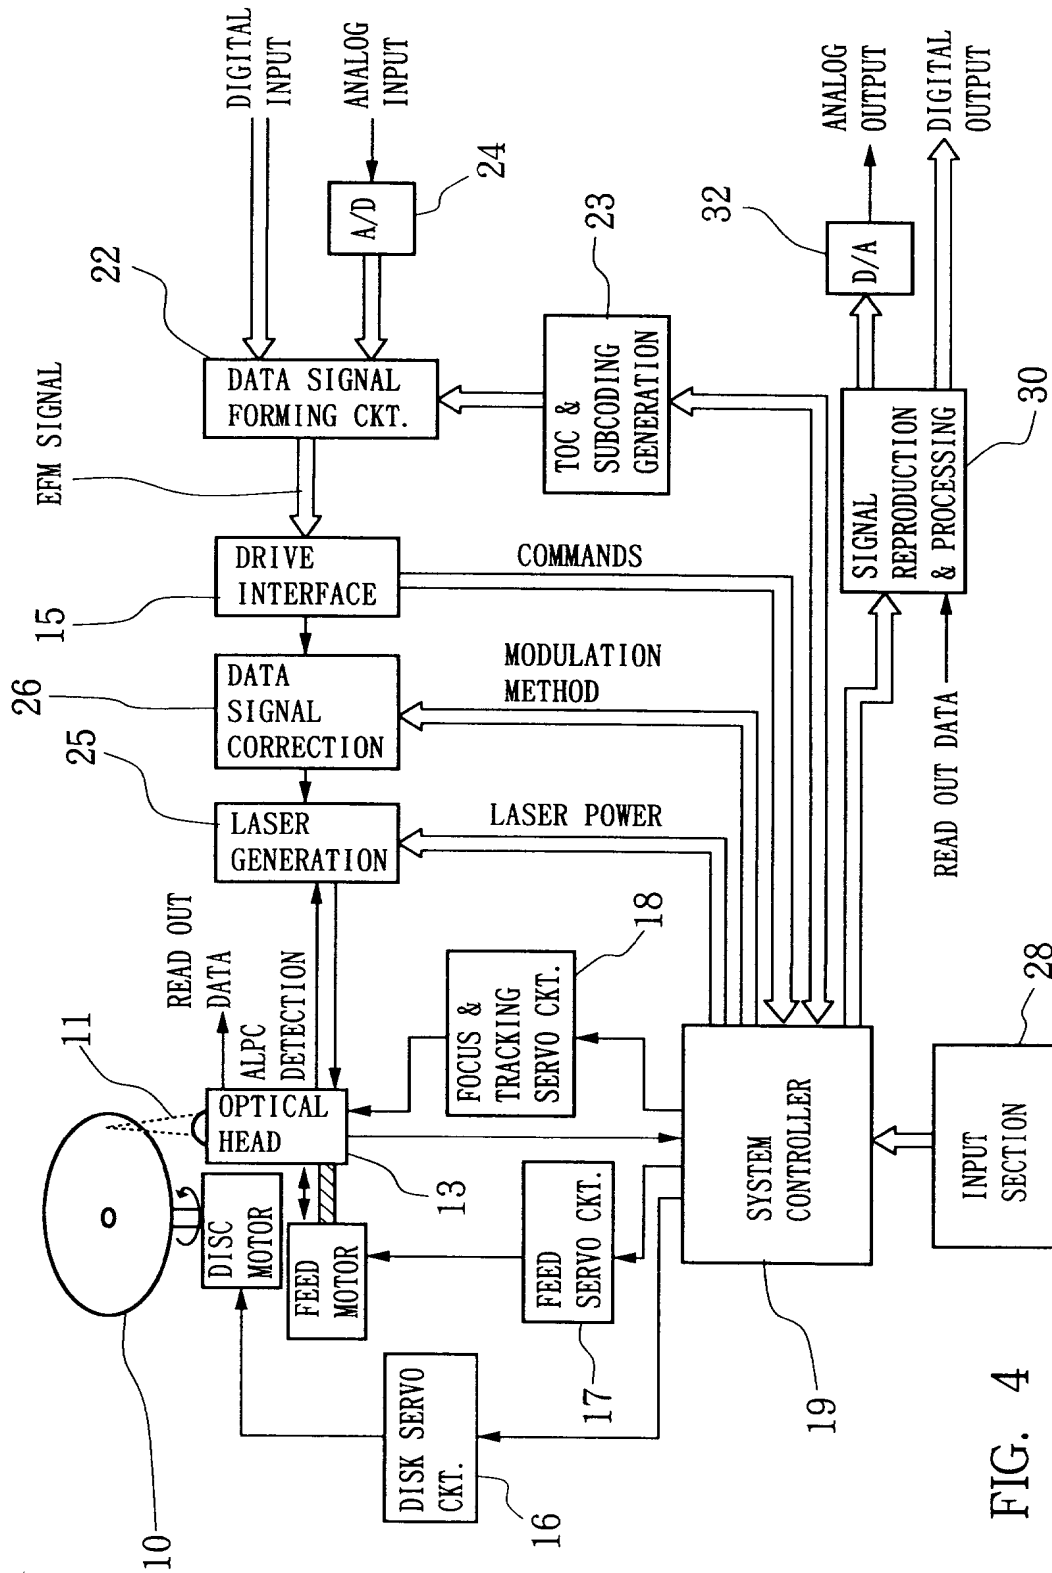 DIGITAL
INPUT
ANALOG
INPUT
A/D
24
22
EFM SIGNAL
DATA SIGNAL
FORMING CKT.
23
TOC &
SUBCODING
GENERATION
15
DRIVE
INTERFACE
COMMANDS
26
DATA
SIGNAL
CORRECTION
MODULATION
METHOD
25
LASER
GENERATION
LASER POWER
READ OUT
DATA
ALPC
DETECTION
11
OPTICAL
HEAD
13
10
DISC
MOTOR
FEED
MOTOR
18
FOCUS &
TRACKING
SERVO CKT.
FEED
SERVO CKT.
17
DISK SERVO
CKT.
16
SYSTEM
CONTROLLER
19
INPUT
SECTION
28
READ OUT DATA
SIGNAL
REPRODUCTION
& PROCESSING
30
32
D/A
ANALOG
OUTPUT
DIGITAL
OUTPUT
FIG. 4